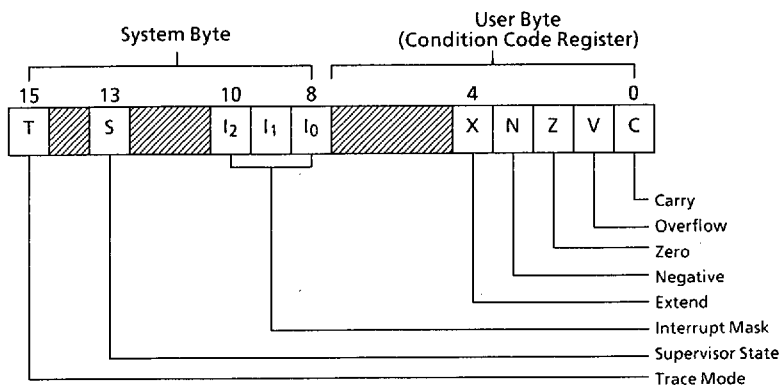 System Byte
User Byte
(Condition Code Register)
15 13 10 8 4 0
T S I2 I1 I0 X N Z V C
Carry
Overflow
Zero
Negative
Extend
Interrupt Mask
Supervisor State
Trace Mode